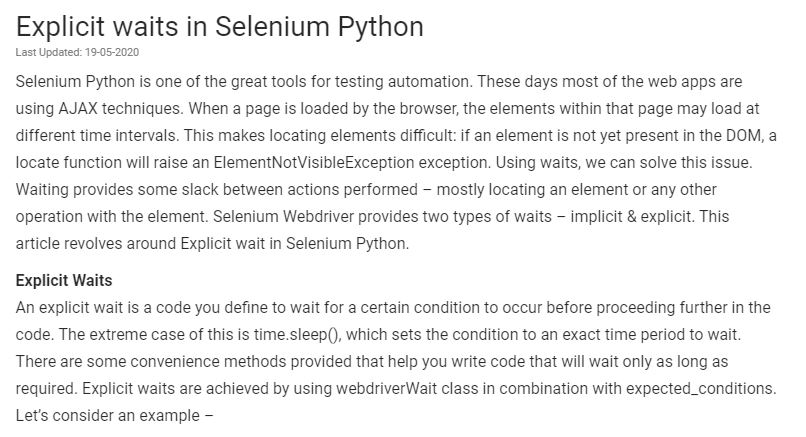 Explicit waits in Selenium Python
Last Updated: 19-05-2020
Selenium Python is one of the great tools for testing automation. These days most of the web apps are
using AJAX techniques. When a page is loaded by the browser, the elements within that page may load at
different time intervals. This makes locating elements difficult: if an element is not yet present in the DOM, a
locate function will raise an ElementNotVisibleException exception. Using waits, we can solve this issue.
Waiting provides some slack between actions performed – mostly locating an element or any other
operation with the element. Selenium Webdriver provides two types of waits – implicit & explicit. This
article revolves around Explicit wait in Selenium Python.
Explicit Waits
An explicit wait is a code you define to wait for a certain condition to occur before proceeding further in the
code. The extreme case of this is time.sleep(), which sets the condition to an exact time period to wait.
There are some convenience methods provided that help you write code that will wait only as long as
required. Explicit waits are achieved by using webdriverWait class in combination with expected_conditions.
Let's consider an example –